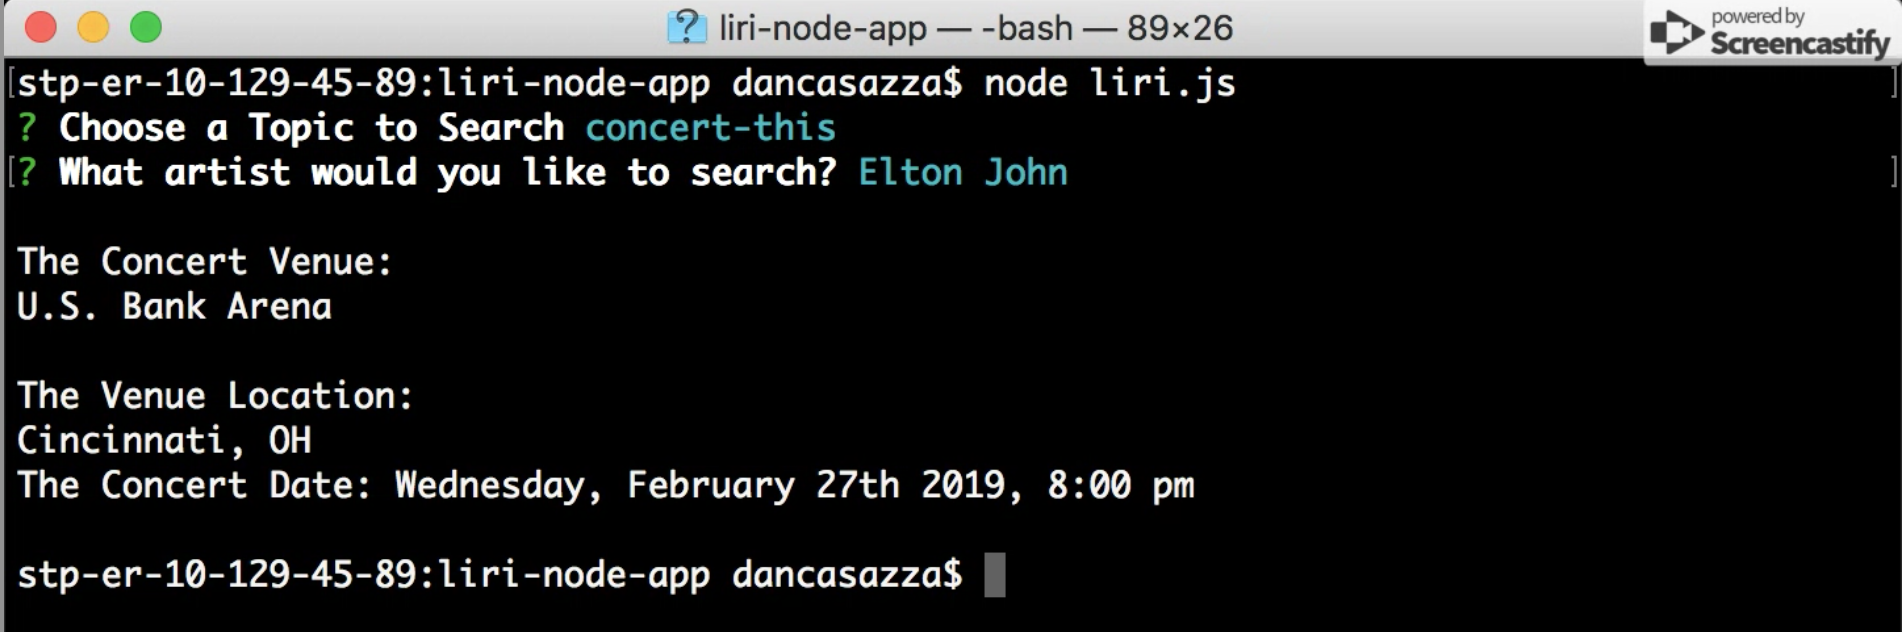 liri-node-app — -bash — 89×26
powered by
Screencastify
[stp-er-10-129-45-89:liri-node-app dancasazza$ node liri.js ]
? Choose a Topic to Search concert-this
[? What artist would you like to search? Elton John ]
The Concert Venue:
U.S. Bank Arena
The Venue Location:
Cincinnati, OH
The Concert Date: Wednesday, February 27th 2019, 8:00 pm
stp-er-10-129-45-89:liri-node-app dancasazza$